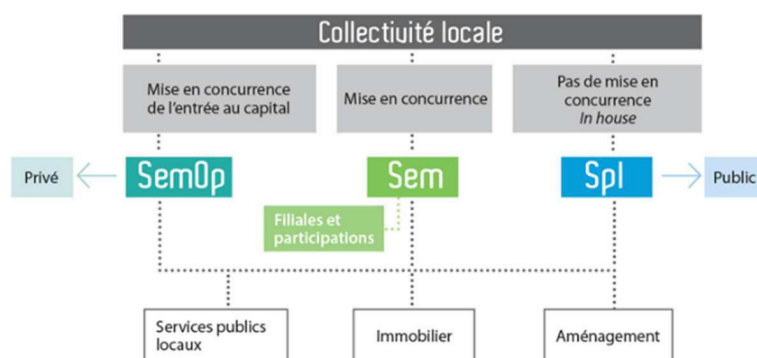 Collectivité locale
Mise en concurrence
de l'entrée au capital
Mise en concurrence
Pas de mise en
concurrence
In house
Privé
SemOp
Sem
Spl
Public
Filiales et
participations
Services publics
locaux
Immobilier
Aménagement